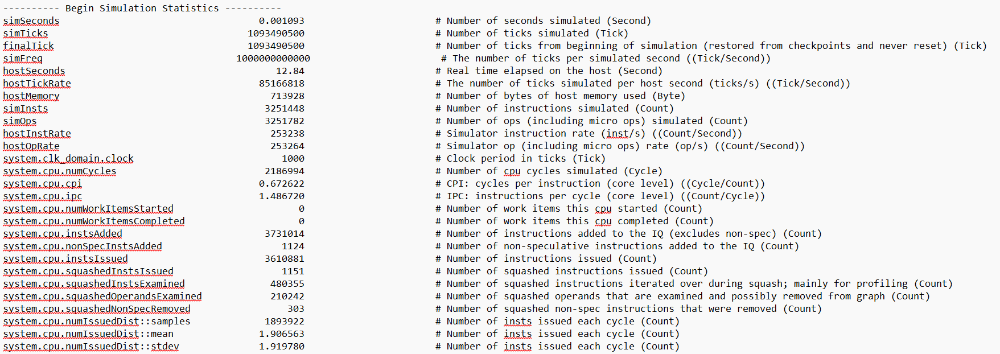 ---------- Begin Simulation Statistics ----------
simSeconds 0.001093 # Number of seconds simulated (Second)
simTicks 1093490500 # Number of ticks simulated (Tick)
finalTick 1093490500 # Number of ticks from beginning of simulation (restored from checkpoints and never reset) (Tick)
simFreq 1000000000000 # The number of ticks per simulated second ((Tick/Second))
hostSeconds 12.84 # Real time elapsed on the host (Second)
hostTickRate 85166818 # The number of ticks simulated per host second (ticks/s) ((Tick/Second))
hostMemory 713928 # Number of bytes of host memory used (Byte)
simInsts 3251448 # Number of instructions simulated (Count)
simOps 3251782 # Number of ops (including micro ops) simulated (Count)
hostInstRate 253238 # Simulator instruction rate (inst/s) ((Count/Second))
hostOpRate 253264 # Simulator op (including micro ops) rate (op/s) ((Count/Second))
system.clk_domain.clock 1000 # Clock period in ticks (Tick)
system.cpu.numCycles 2186994 # Number of cpu cycles simulated (Cycle)
system.cpu.cpi 0.672622 # CPI: cycles per instruction (core level) ((Cycle/Count))
system.cpu.ipc 1.486720 # IPC: instructions per cycle (core level) ((Count/Cycle))
system.cpu.numWorkItemsStarted 0 # Number of work items this cpu started (Count)
system.cpu.numWorkItemsCompleted 0 # Number of work items this cpu completed (Count)
system.cpu.instsAdded 3731014 # Number of instructions added to the IQ (excludes non-spec) (Count)
system.cpu.nonSpecInstsAdded 1124 # Number of non-speculative instructions added to the IQ (Count)
system.cpu.instsIssued 3610881 # Number of instructions issued (Count)
system.cpu.squashedInstsIssued 1151 # Number of squashed instructions issued (Count)
system.cpu.squashedInstsExamined 480355 # Number of squashed instructions iterated over during squash; mainly for profiling (Count)
system.cpu.squashedOperandsExamined 210242 # Number of squashed operands that are examined and possibly removed from graph (Count)
system.cpu.squashedNonSpecRemoved 303 # Number of squashed non-spec instructions that were removed (Count)
system.cpu.numIssuedDist::samples 1893922 # Number of insts issued each cycle (Count)
system.cpu.numIssuedDist::mean 1.906563 # Number of insts issued each cycle (Count)
system.cpu.numIssuedDist::stdev 1.919780 # Number of insts issued each cycle (Count)